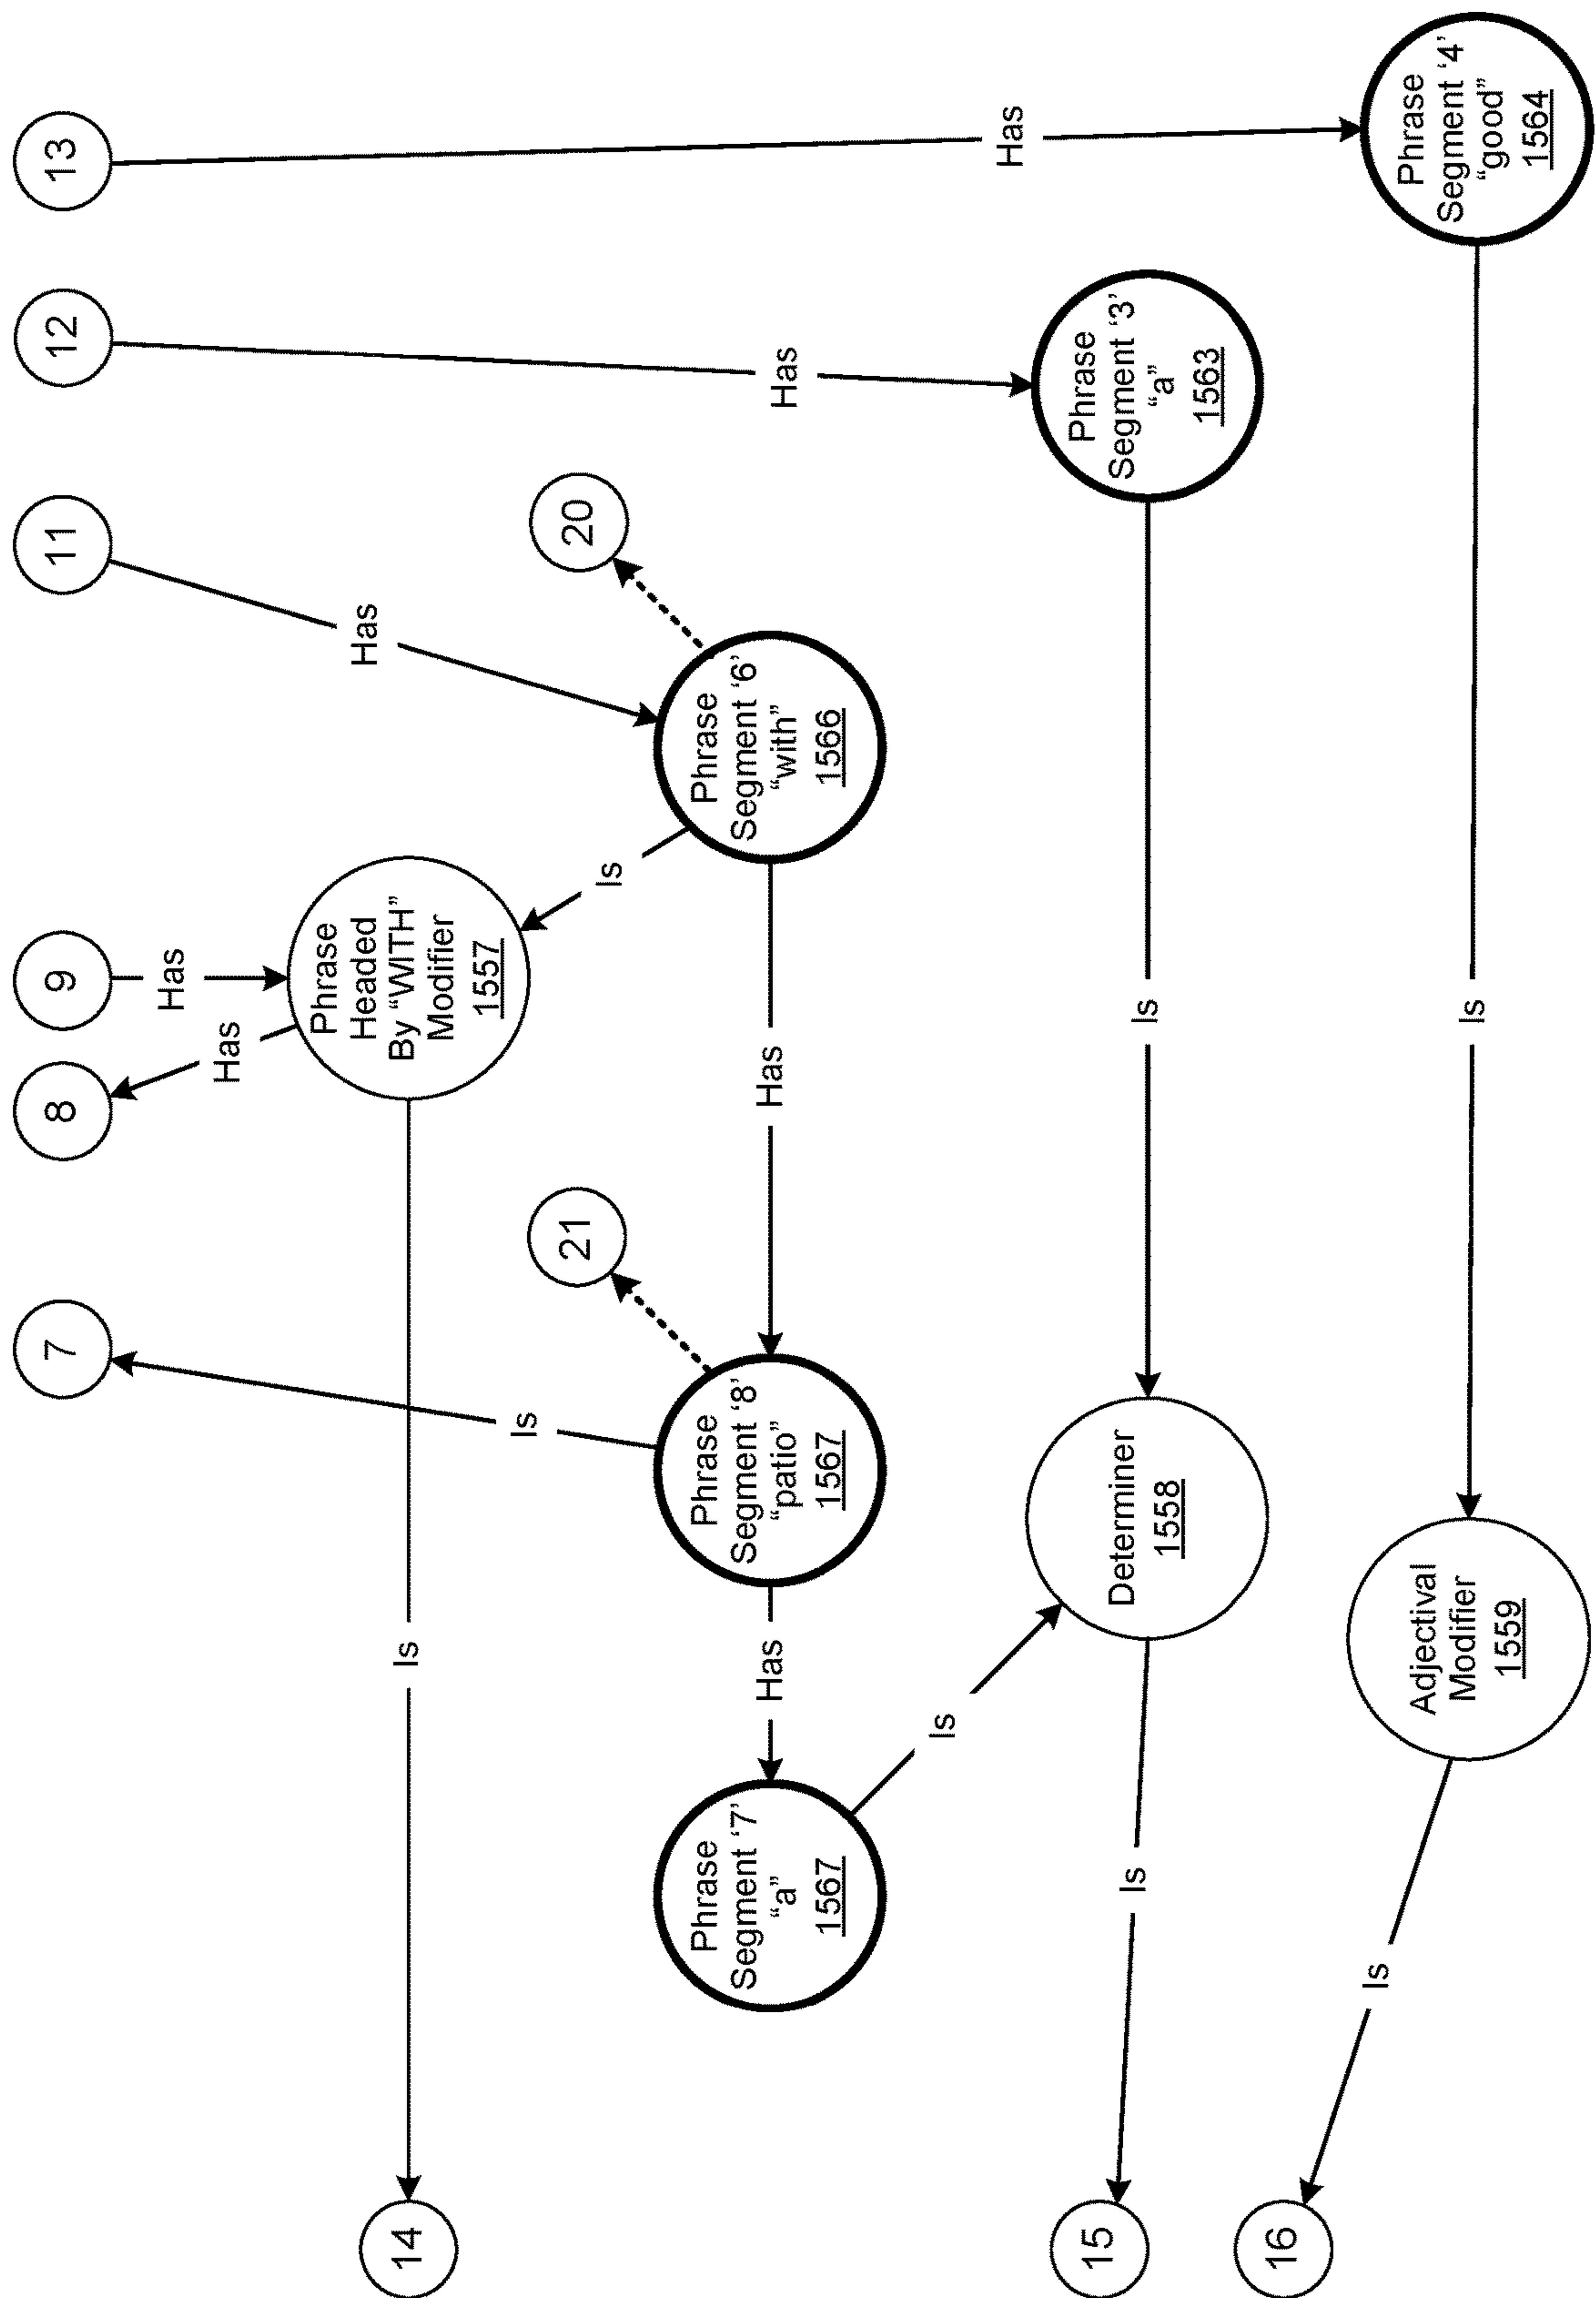 7
8
9
11
12
13
Has
Has
Has
14
Is
Phrase
Headed
By “WITH”
Modifier
1557
Is
21
Is
20
Phrase
Segment ‘7’
“a”
1567
Has
Phrase
Segment ‘8’
“patio”
1567
Has
Phrase
Segment ‘6’
“with”
1566
Has
Is
Has
15
Is
Determiner
1558
Is
Phrase
Segment ‘3’
“a”
1563
16
Is
Adjectival
Modifier
1559
Is
Phrase
Segment ‘4’
“good”
1564